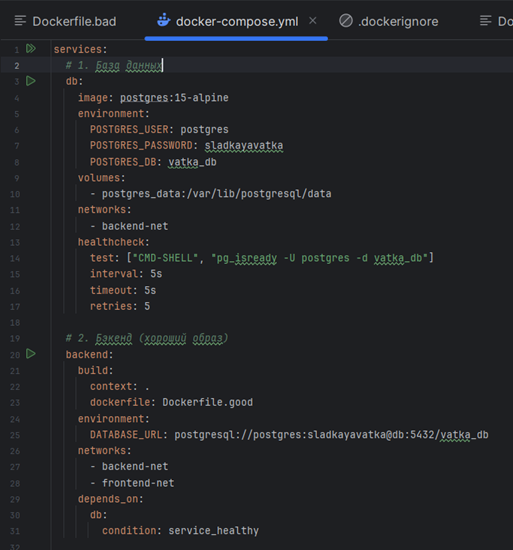 Dockerfile.bad docker-compose.yml .dockerignore Do
1 services:
2 # 1. База данных
3 db:
4 image: postgres:15-alpine
5 environment:
6 POSTGRES_USER: postgres
7 POSTGRES_PASSWORD: sladkayavatka
8 POSTGRES_DB: vatka_db
9 volumes:
10 - postgres_data:/var/lib/postgresql/data
11 networks:
12 - backend-net
13 healthcheck:
14 test: ["CMD-SHELL", "pg_isready -U postgres -d vatka_db"]
15 interval: 5s
16 timeout: 5s
17 retries: 5
18
19 # 2. Бэкенд (хороший образ)
20 backend:
21 build:
22 context: .
23 dockerfile: Dockerfile.good
24 environment:
25 DATABASE_URL: postgresql://postgres:sladkayavatka@db:5432/vatka_db
26 networks:
27 - backend-net
28 - frontend-net
29 depends_on:
30 db:
31 condition: service_healthy
32